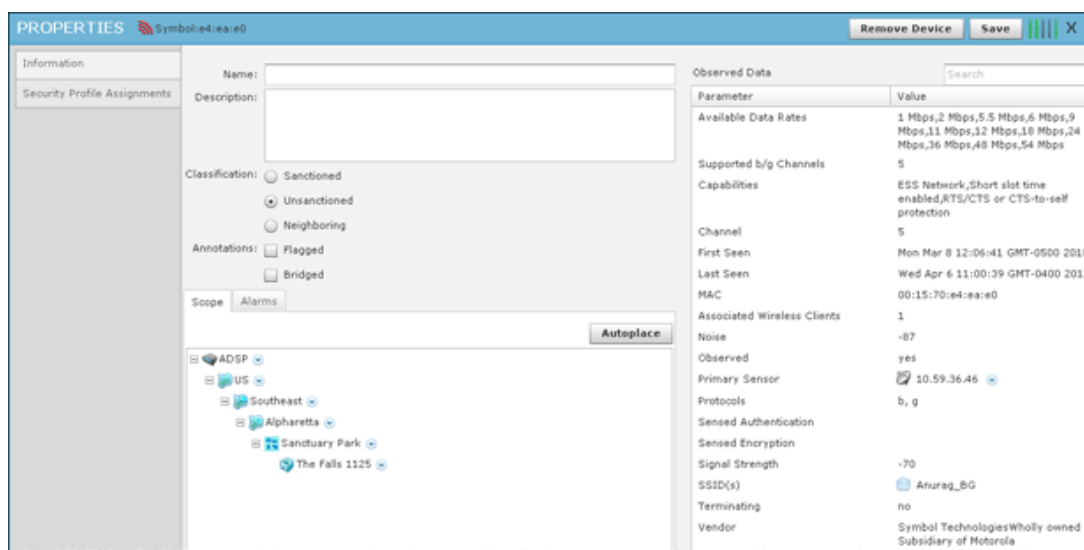 PROPERTIES Symbol:e4:ea:e0 Remove Device Save X
Information
Security Profile Assignments
Name:
Description:
Classification: Sanctioned
Unsanctioned
Neighboring
Annotations: Flagged
Bridged
Scope Alarms
Autoplace
ADSP
US
Southeast
Alpharetta
Sanctuary Park
The Falls 1125
Observed Data Search
Parameter Value
Available Data Rates 1 Mbps,2 Mbps,5.5 Mbps,6 Mbps,9
Mbps,11 Mbps,12 Mbps,18 Mbps,24
Mbps,36 Mbps,48 Mbps,54 Mbps
Supported b/g Channels 5
Capabilities ESS Network,Short slot time
enabled,RTS/CTS or CTS-to-self
protection
Channel 5
First Seen Mon Mar 8 12:06:41 GMT-0500
Last Seen Wed Apr 6 11:00:39 GMT-0400
MAC 00:15:70:e4:ea:e0
Associated Wireless Clients 1
Noise -87
Observed yes
Primary Sensor 10.59.36.46
Protocols b, g
Sensed Authentication
Sensed Encryption
Signal Strength -70
SSID(s) Anurag_BG
Terminating no
Vendor Symbol TechnologiesWholly owned
Subsidiary of Motorola